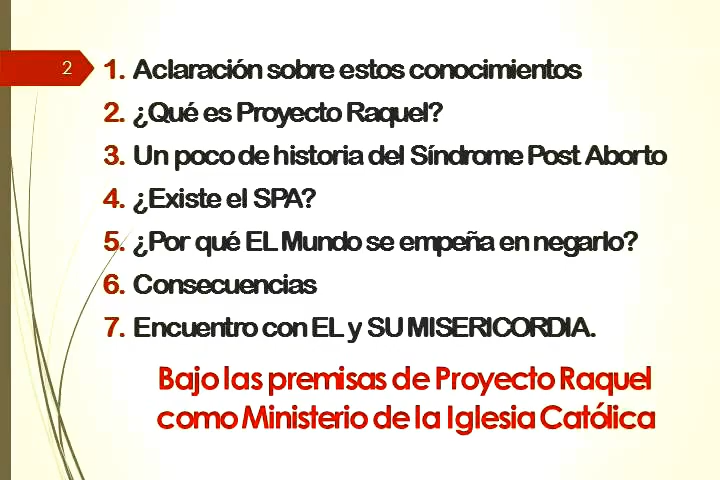 2
1. Aclaración sobre estos conocimientos
2. ¿Qué es Proyecto Raquel?
3. Un poco de historia del Síndrome Post Aborto
4. ¿Existe el SPA?
5. ¿Por qué EL Mundo se empeña en negarlo?
6. Consecuencias
7. Encuentro con EL y SU MISERICORDIA.
Bajo las premisas de Proyecto Raquel
como Ministerio de la Iglesia Católica